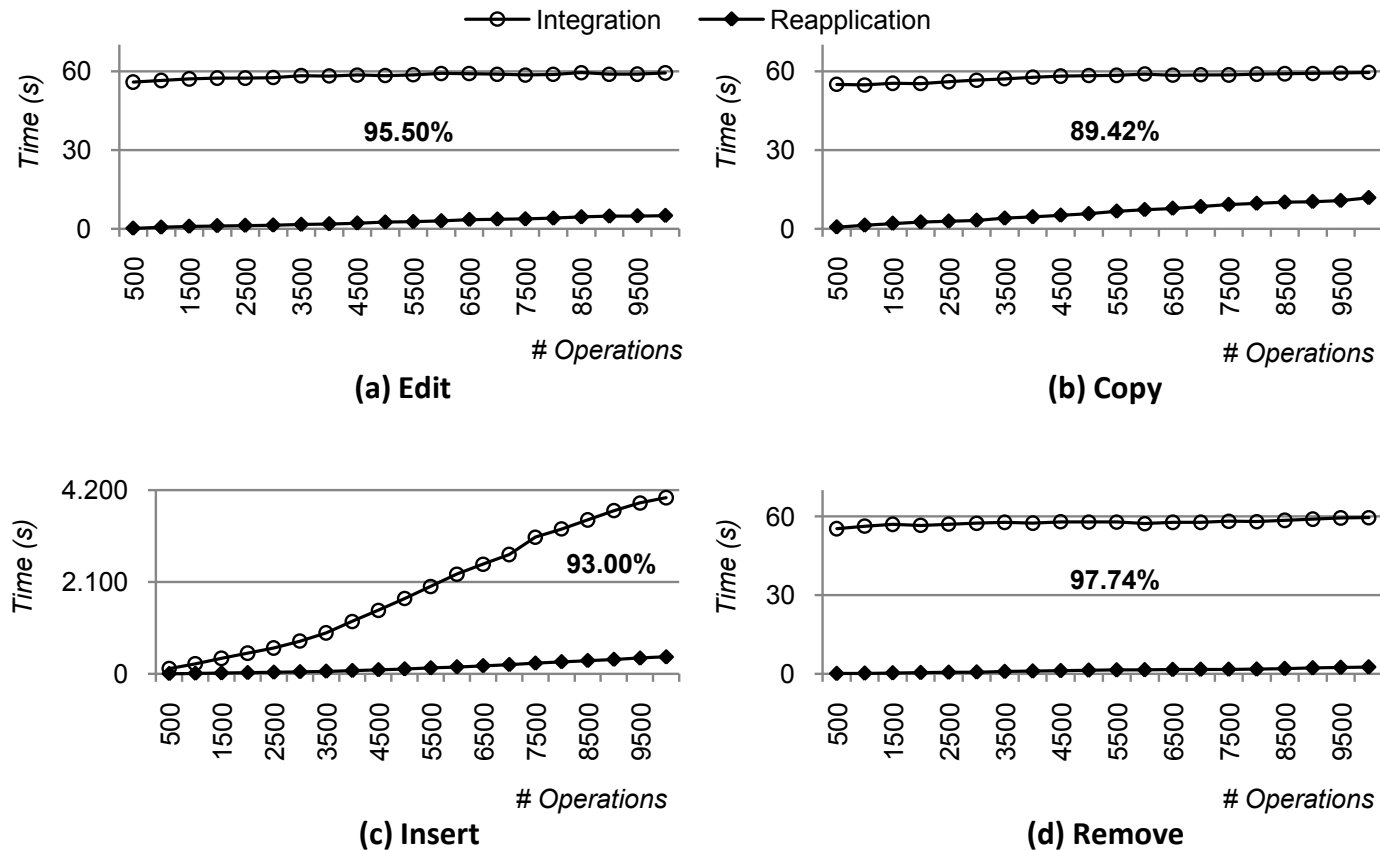 Integration Reapplication
Time (s)
60
30
0
95.50%
500 1500 2500 3500 4500 5500 6500 7500 8500 9500
# Operations
(a) Edit
Time (s)
60
30
0
89.42%
500 1500 2500 3500 4500 5500 6500 7500 8500 9500
# Operations
(b) Copy
Time (s)
4.200
2.100
0
93.00%
500 1500 2500 3500 4500 5500 6500 7500 8500 9500
# Operations
(c) Insert
Time (s)
60
30
0
97.74%
500 1500 2500 3500 4500 5500 6500 7500 8500 9500
# Operations
(d) Remove